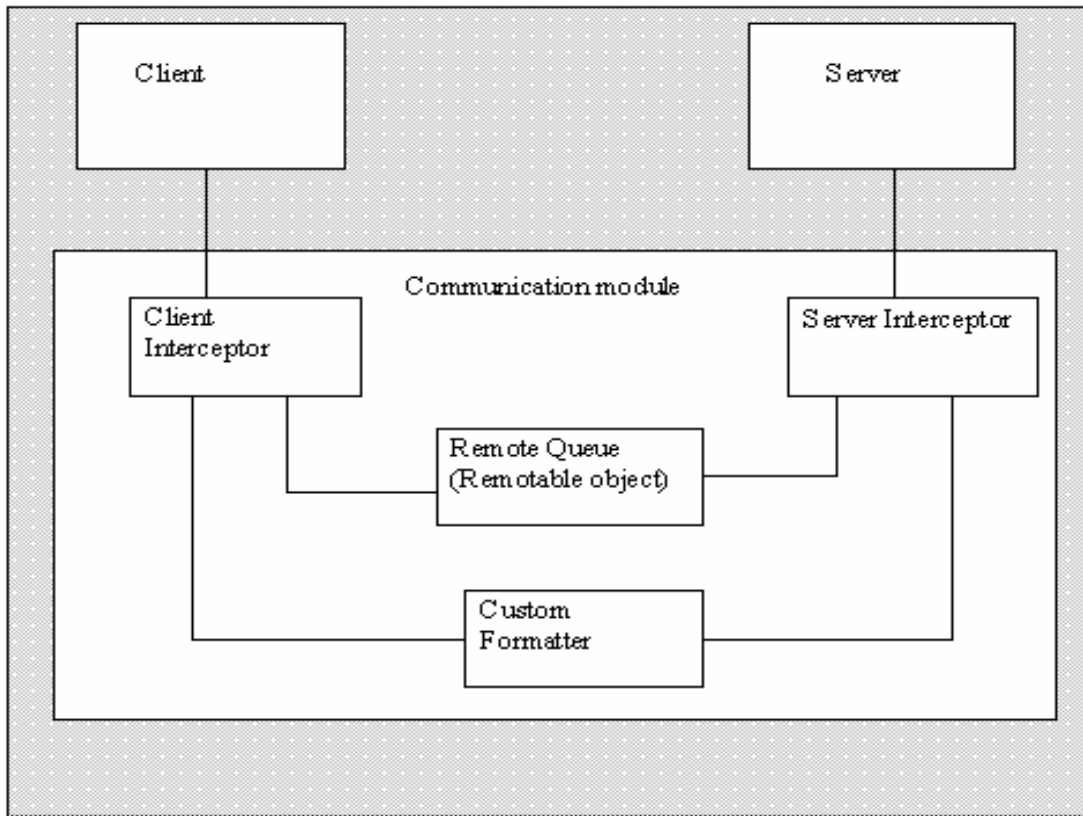 Client
Server
Communication module
Client
Interceptor
Server Interceptor
Remote Queue
(Remotable object)
Custom
Formatter